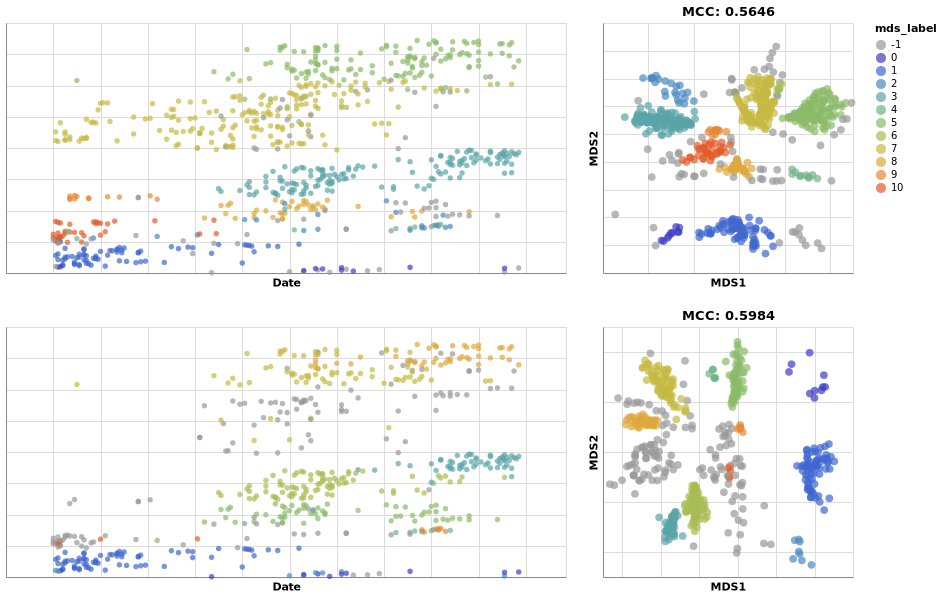 MCC: 0.5646
mds_label
-1
0
1
2
3
4
5
6
7
8
9
10
MDS2
Date
MDS1
MCC: 0.5984
MDS2
Date
MDS1